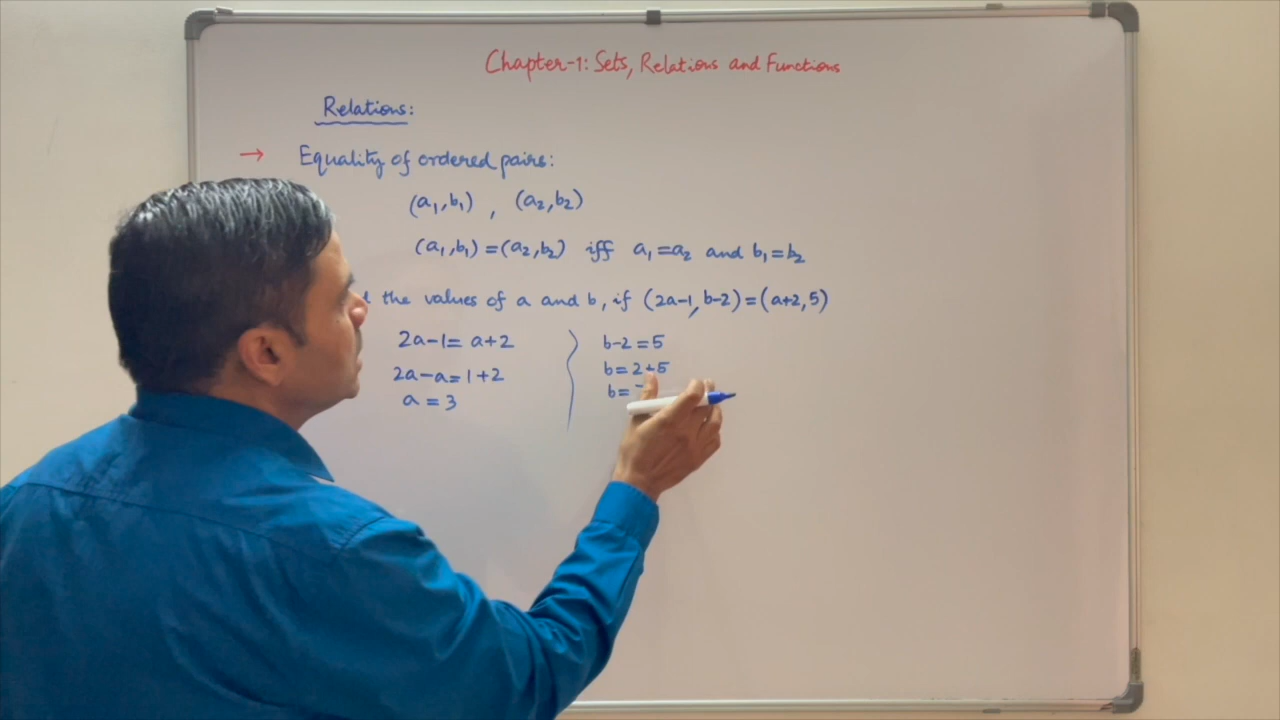 Chapter-1: Sets, Relations and Functions
Relations:
→ Equality of ordered pairs:
(a₁,b₁) , (a₂,b₂)
(a₁,b₁)=(a₂,b₂) iff a₁=a₂ and b₁=b₂
the values of a and b, if (2a-1, b-2)=(a+2,5)
2a-1= a+2
2a-a=1+2
a =3
b-2=5
b=2+5
b=